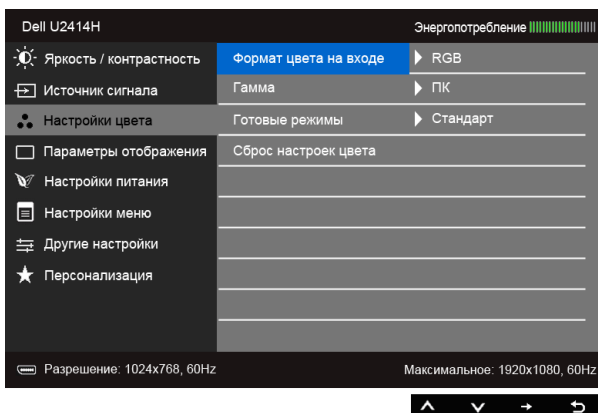 Dell U2414H Энергопотребление
Яркость / контрастность Формат цвета на входе RGB
Источник сигнала Гамма ПК
Настройки цвета Готовые режимы Стандарт
Параметры отображения Сброс настроек цвета
Настройки питания
Настройки меню
Другие настройки
Персонализация
Разрешение: 1024x768, 60Hz Максимальное: 1920x1080, 60Hz